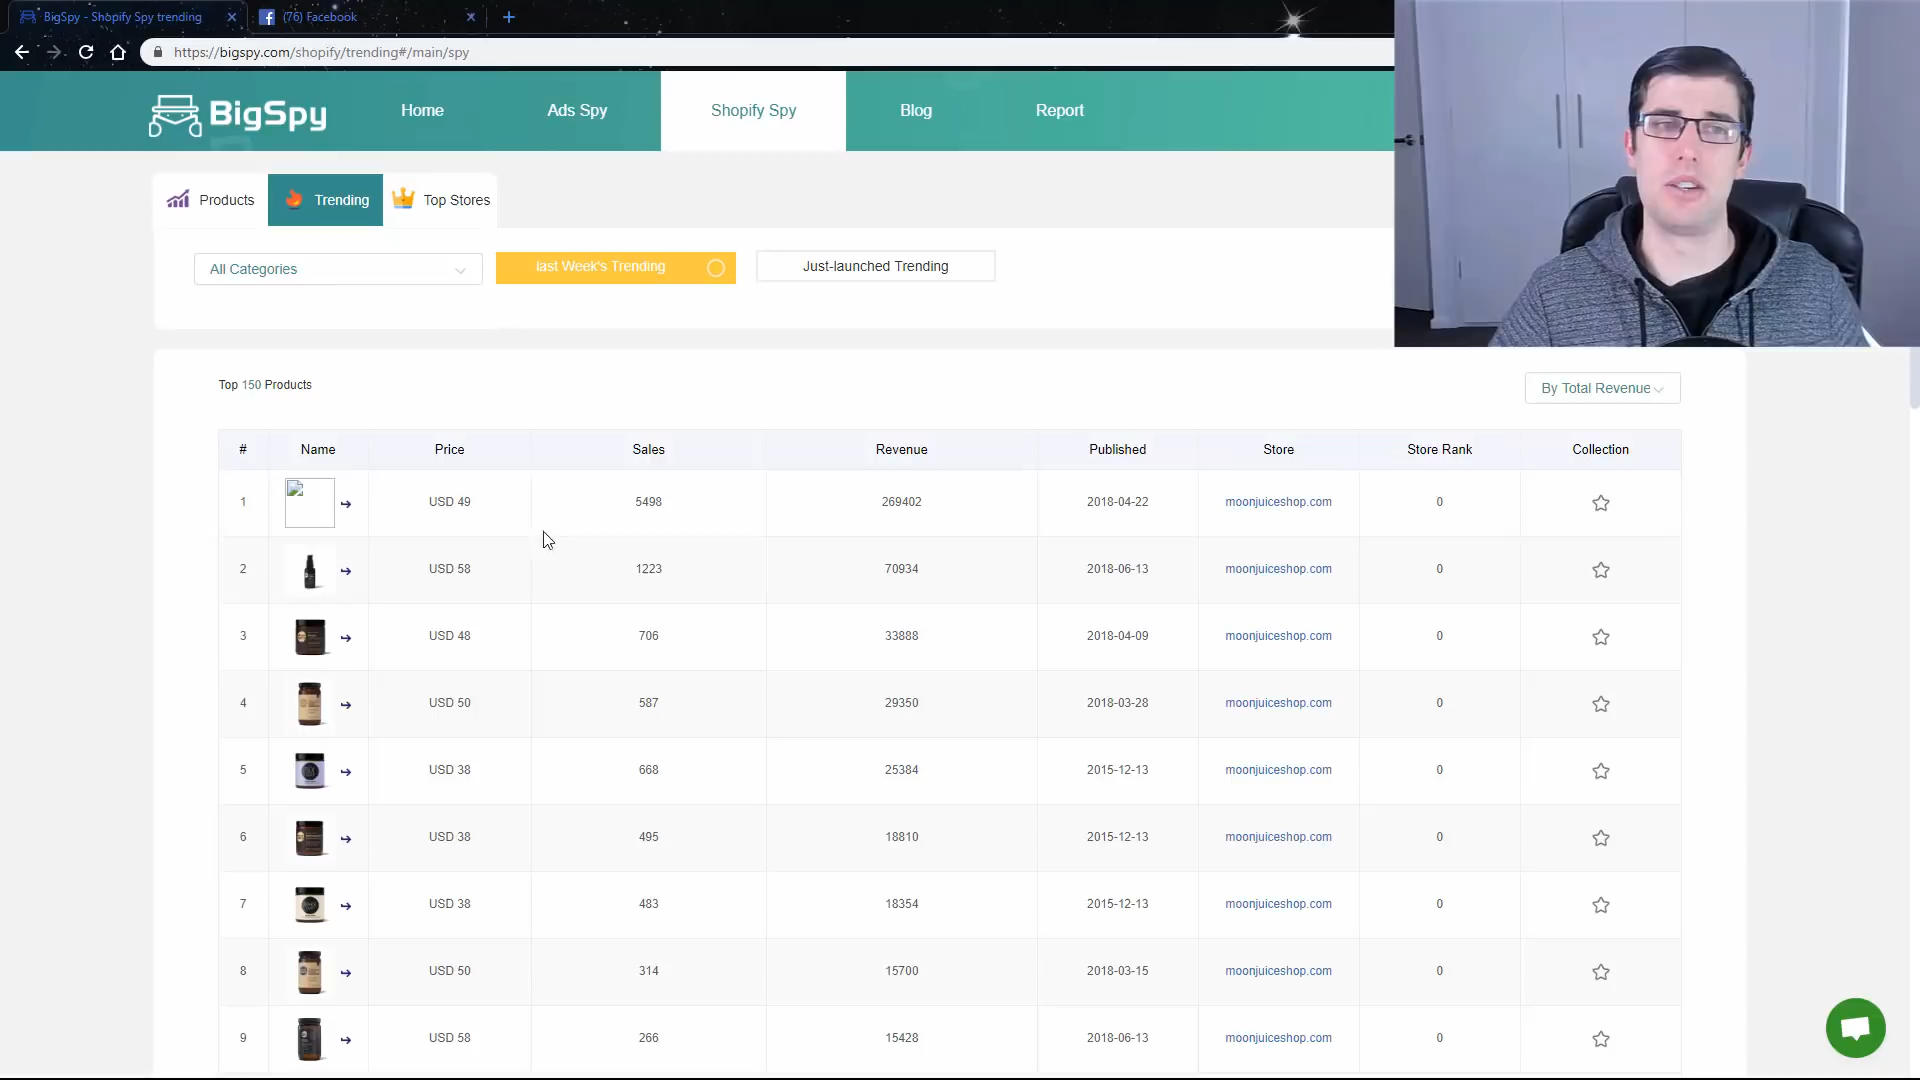 BigSpy - Shopify Spy trending
(76) Facebook
https://bigspy.com/shopify/trending#/main/spy
BigSpy
Home
Ads Spy
Shopify Spy
Blog
Report
Products
Trending
Top Stores
All Categories
last Week's Trending
Just-launched Trending
Top 150 Products
By Total Revenue
# Name Price Sales Revenue Published Store Store Rank Collection
1 USD 49 5498 269402 2018-04-22 moonjuiceshop.com 0
2 USD 58 1223 70934 2018-06-13 moonjuiceshop.com 0
3 USD 48 706 33888 2018-04-09 moonjuiceshop.com 0
4 USD 50 587 29350 2018-03-28 moonjuiceshop.com 0
5 USD 38 668 25384 2015-12-13 moonjuiceshop.com 0
6 USD 38 495 18810 2015-12-13 moonjuiceshop.com 0
7 USD 38 483 18354 2015-12-13 moonjuiceshop.com 0
8 USD 50 314 15700 2018-03-15 moonjuiceshop.com 0
9 USD 58 266 15428 2018-06-13 moonjuiceshop.com 0